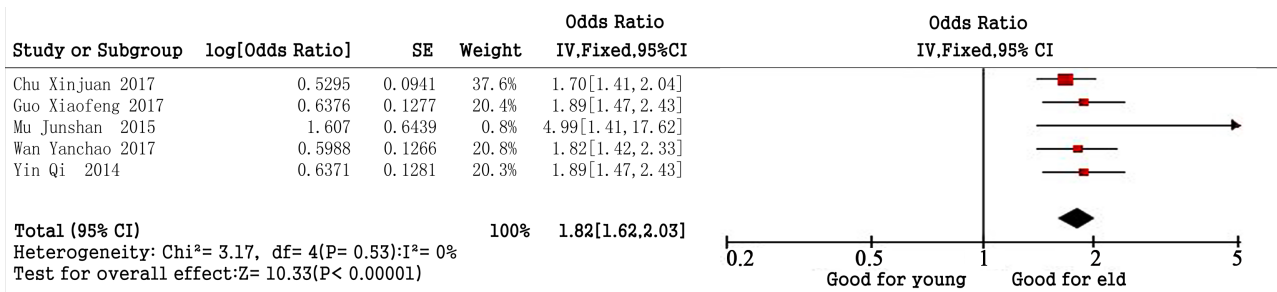 Odds Ratio Odds Ratio
Study or Subgroup log[Odds Ratio] SE Weight IV,Fixed,95%CI IV,Fixed,95% CI
Chu Xinjuan 2017 0.5295 0.0941 37.6% 1.70[1.41,2.04]
Guo Xiaofeng 2017 0.6376 0.1277 20.4% 1.89[1.47,2.43]
Mu Junshan 2015 1.607 0.6439 0.8% 4.99[1.41,17.62]
Wan Yanchao 2017 0.5988 0.1266 20.8% 1.82[1.42,2.33]
Yin Qi 2014 0.6371 0.1281 20.3% 1.89[1.47,2.43]
Total (95% CI) 100% 1.82[1.62,2.03]
Heterogeneity: Chi²= 3.17, df= 4(P= 0.53):I²= 0%
Test for overall effect:Z= 10.33(P< 0.00001)
0.2 0.5 1 2 5
Good for young Good for eld